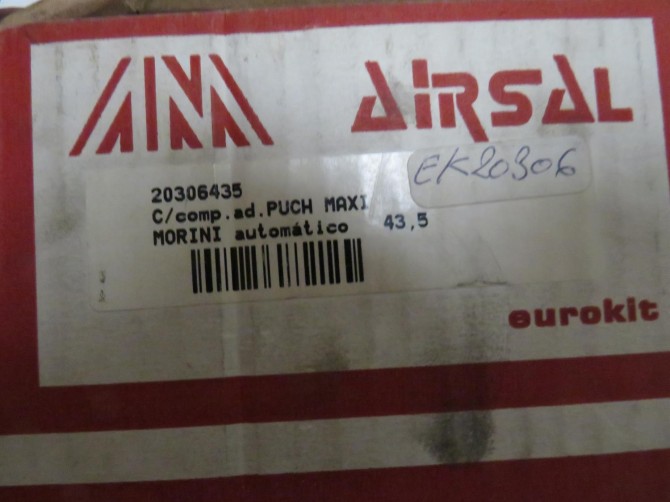 AIRSAL
EK20306
20306435
C/comp.ad.PUCH MAXI
MORINI automático 43,5
eurokit